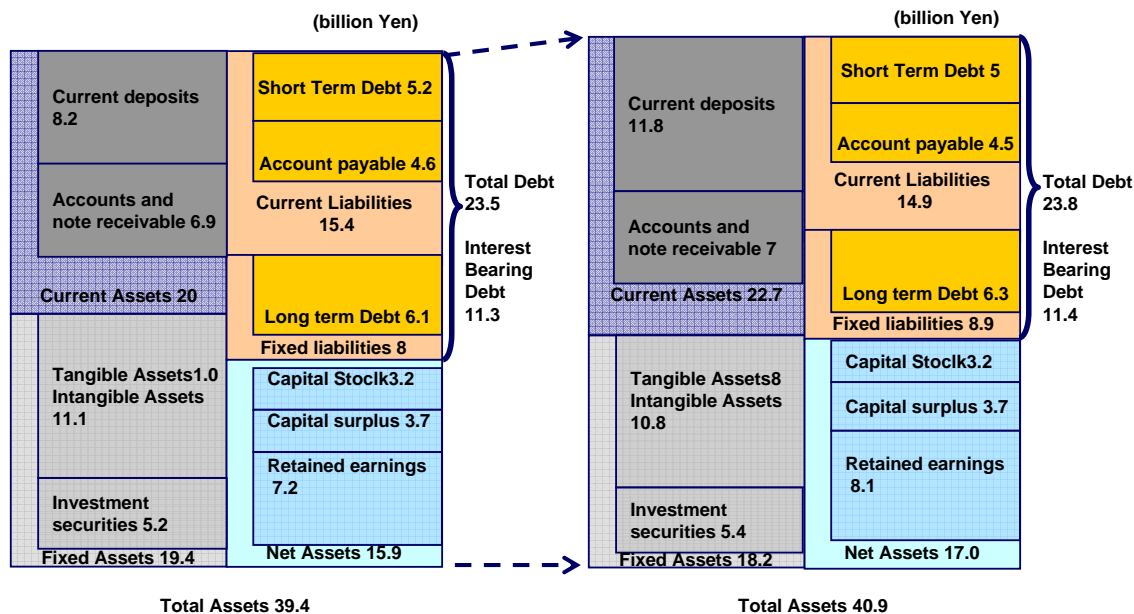 (billion Yen)
Current deposits
8.2
Accounts and
note receivable 6.9
Current Assets 20
Tangible Assets1.0
Intangible Assets
11.1
Investment
securities 5.2
Fixed Assets 19.4
Short Term Debt 5.2
Account payable 4.6
Current Liabilities
15.4
Long term Debt 6.1
Fixed liabilities 8
Capital Stoclk3.2
Capital surplus 3.7
Retained earnings
7.2
Net Assets 15.9
Total Debt
23.5
Interest
Bearing
Debt
11.3
Total Assets 39.4
(billion Yen)
Current deposits
11.8
Accounts and
note receivable 7
Current Assets 22.7
Tangible Assets8
Intangible Assets
10.8
Investment
securities 5.4
Fixed Assets 18.2
Short Term Debt 5
Account payable 4.5
Current Liabilities
14.9
Long term Debt 6.3
Fixed liabilities 8.9
Capital Stoclk3.2
Capital surplus 3.7
Retained earnings
8.1
Net Assets 17.0
Total Debt
23.8
Interest
Bearing
Debt
11.4
Total Assets 40.9